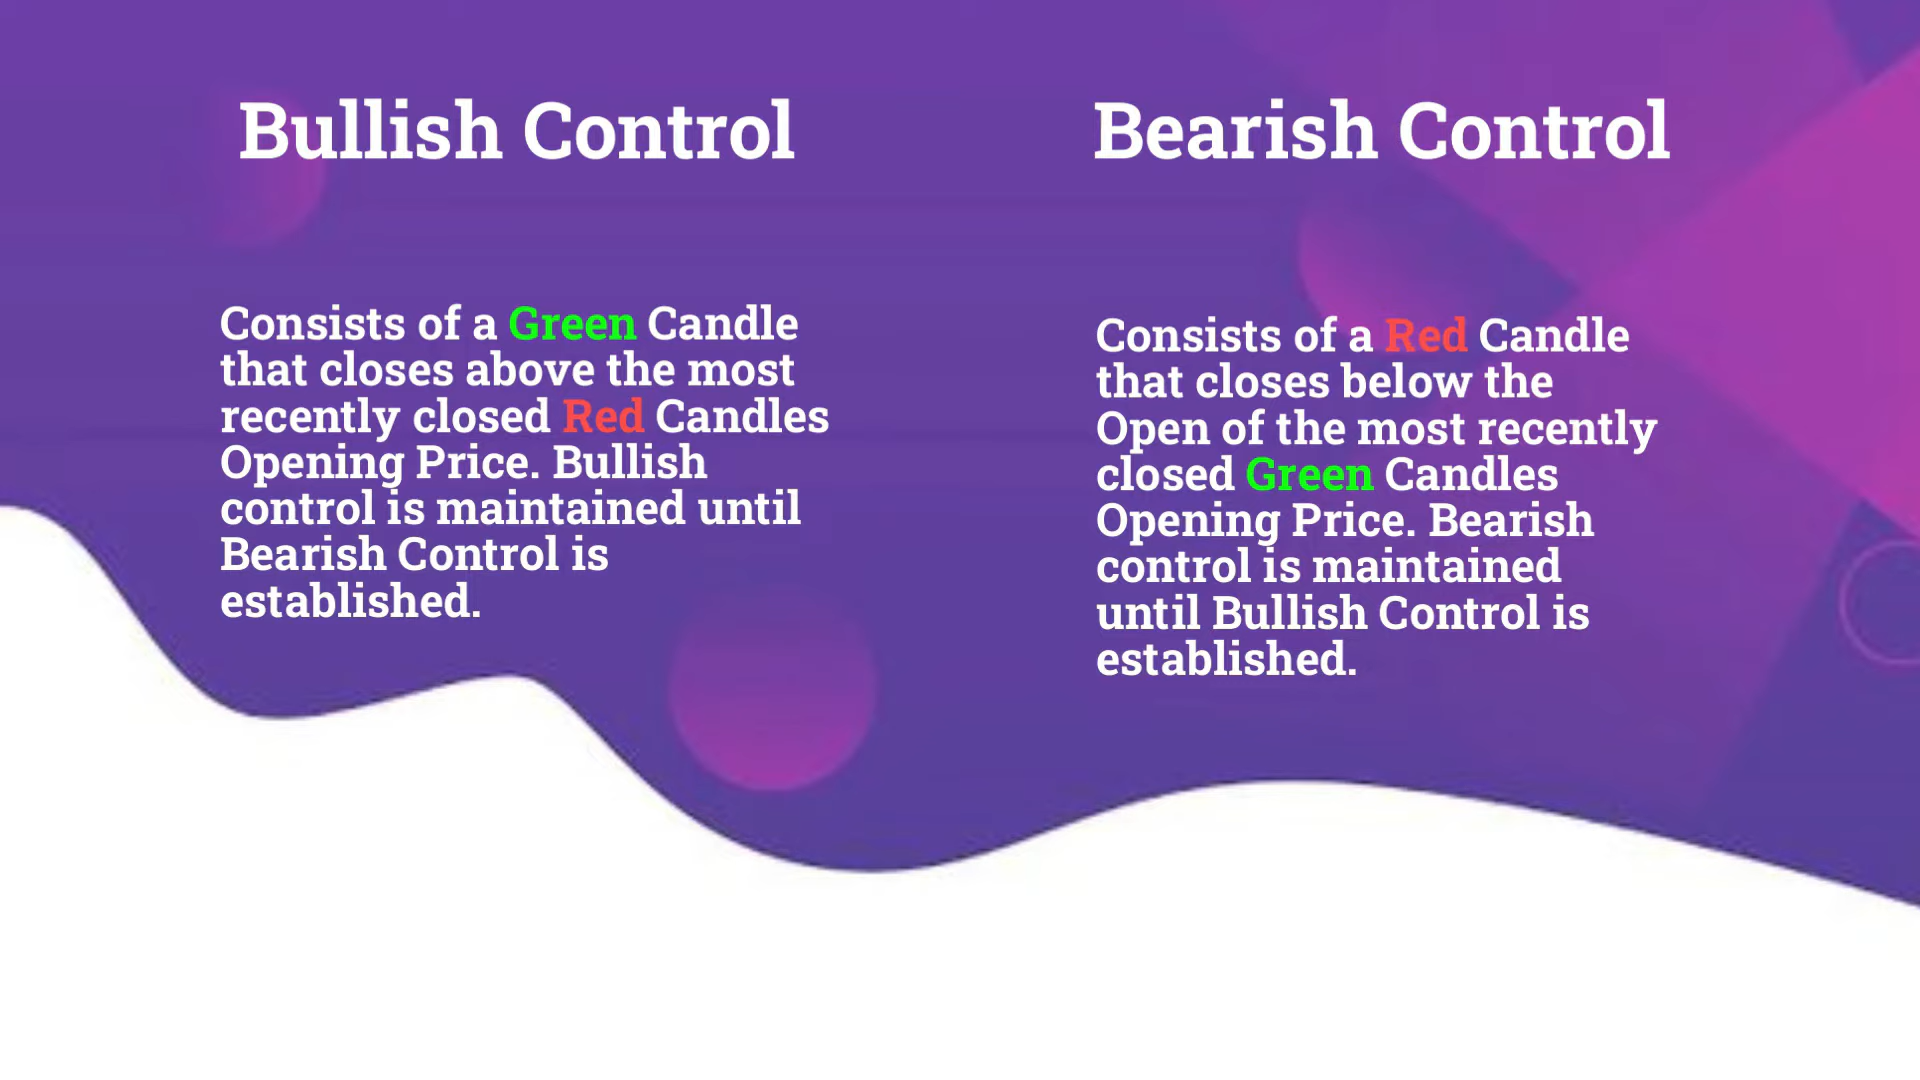 Bullish Control
Consists of a Green Candle
that closes above the most
recently closed Red Candles
Opening Price. Bullish
control is maintained until
Bearish Control is
established.
Bearish Control
Consists of a Red Candle
that closes below the
Open of the most recently
closed Green Candles
Opening Price. Bearish
control is maintained
until Bullish Control is
established.